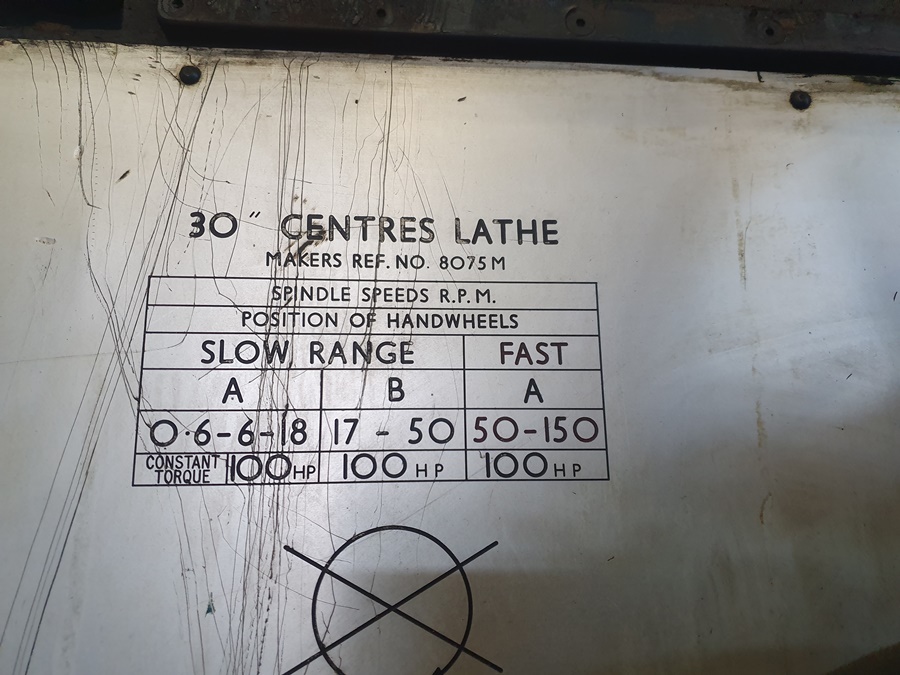 30" CENTRES LATHE
MAKERS REF. NO. 8075M
SPINDLE SPEEDS R.P.M.
POSITION OF HANDWHEELS
SLOW RANGE FAST
A B A
0·6-6-18 17 - 50 50-150
CONSTANT TORQUE 100HP 100HP 100HP